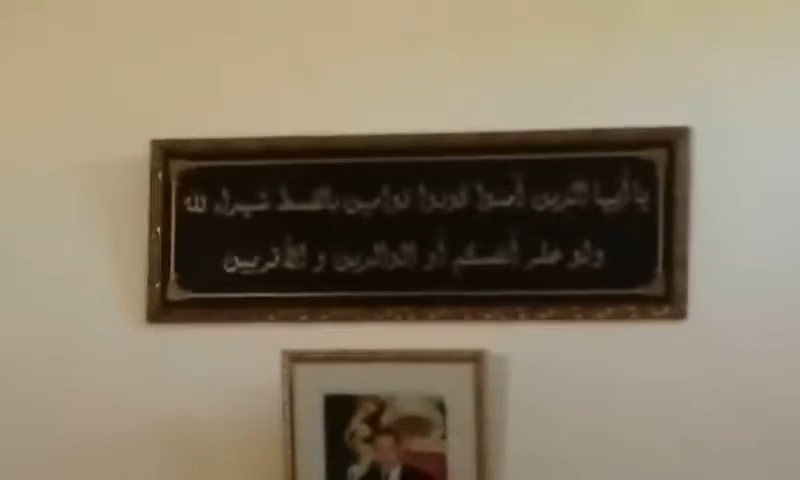 يا أيها الذين آمنوا كونوا قوامين بالقسط شهداء لله
ولو على أنفسكم أو الوالدين و الأقربين